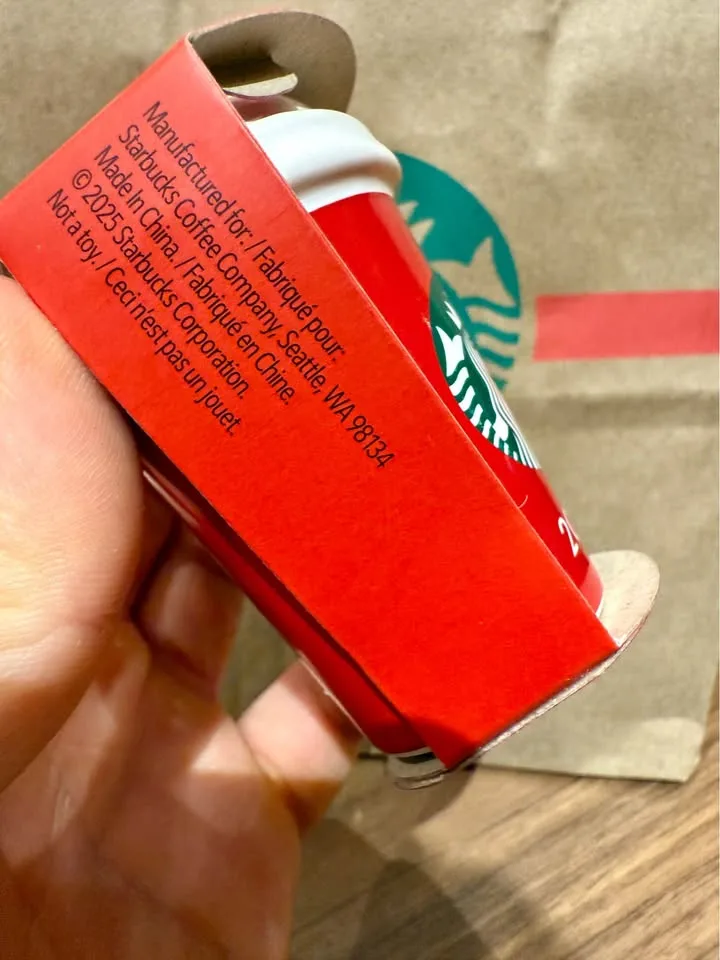 Manufactured for: / Fabriqué pour:
Starbucks Coffee Company, Seattle, WA 98134
Made in China. / Fabriqué en Chine.
© 2025 Starbucks Corporation.
Not a toy / Ceci n'est pas un jouet.
2